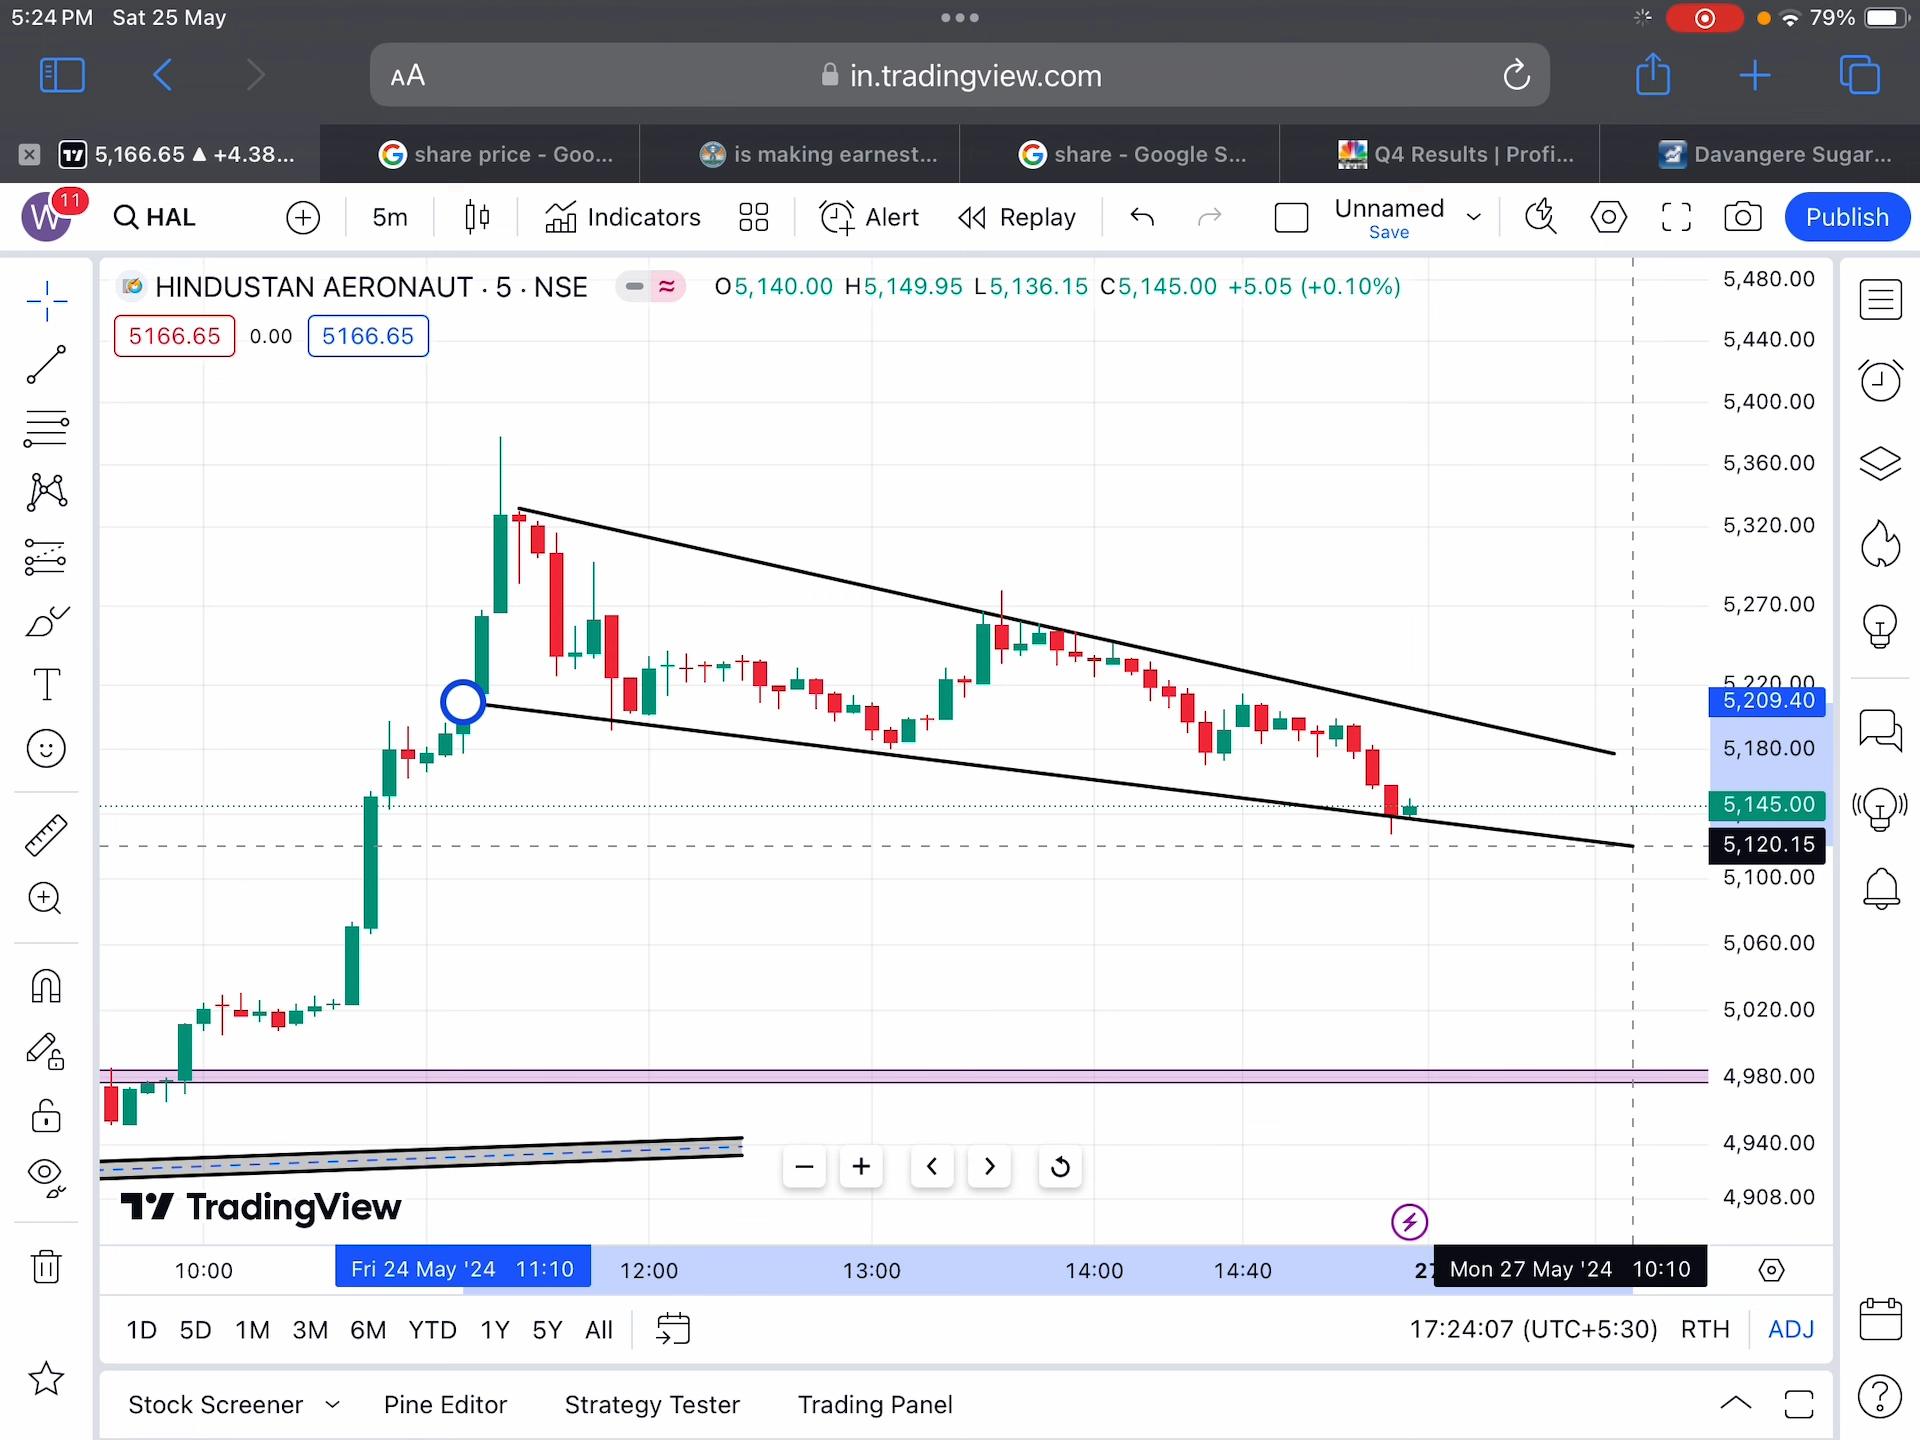 5:24 PM Sat 25 May
79%
AA
in.tradingview.com
5,166.65 ▲ +4.38...
share price - Goo...
is making earnest...
share - Google S...
Q4 Results | Profi...
Davangere Sugar...
W
11
HAL
5m
Indicators
Alert
Replay
Unnamed
Save
Publish
HINDUSTAN AERONAUT · 5 · NSE
O5,140.00 H5,149.95 L5,136.15 C5,145.00 +5.05 (+0.10%)
5166.65 0.00 5166.65
5,480.00
5,440.00
5,400.00
5,360.00
5,320.00
5,270.00
5,220.00
5,209.40
5,180.00
5,145.00
5,120.15
5,100.00
5,060.00
5,020.00
4,980.00
4,940.00
4,908.00
TradingView
10:00
Fri 24 May '24 11:10
12:00
13:00
14:00
14:40
27
Mon 27 May '24 10:10
1D 5D 1M 3M 6M YTD 1Y 5Y All
17:24:07 (UTC+5:30) RTH ADJ
Stock Screener
Pine Editor
Strategy Tester
Trading Panel